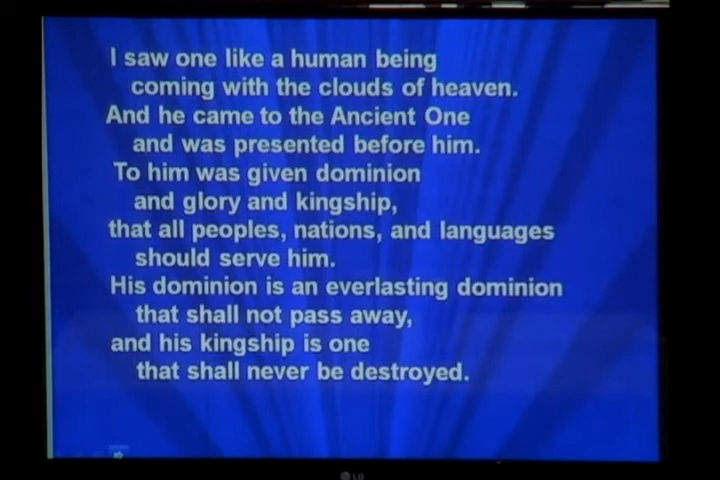 I saw one like a human being
coming with the clouds of heaven.
And he came to the Ancient One
and was presented before him.
To him was given dominion
and glory and kingship,
that all peoples, nations, and languages
should serve him.
His dominion is an everlasting dominion
that shall not pass away,
and his kingship is one
that shall never be destroyed.
LG